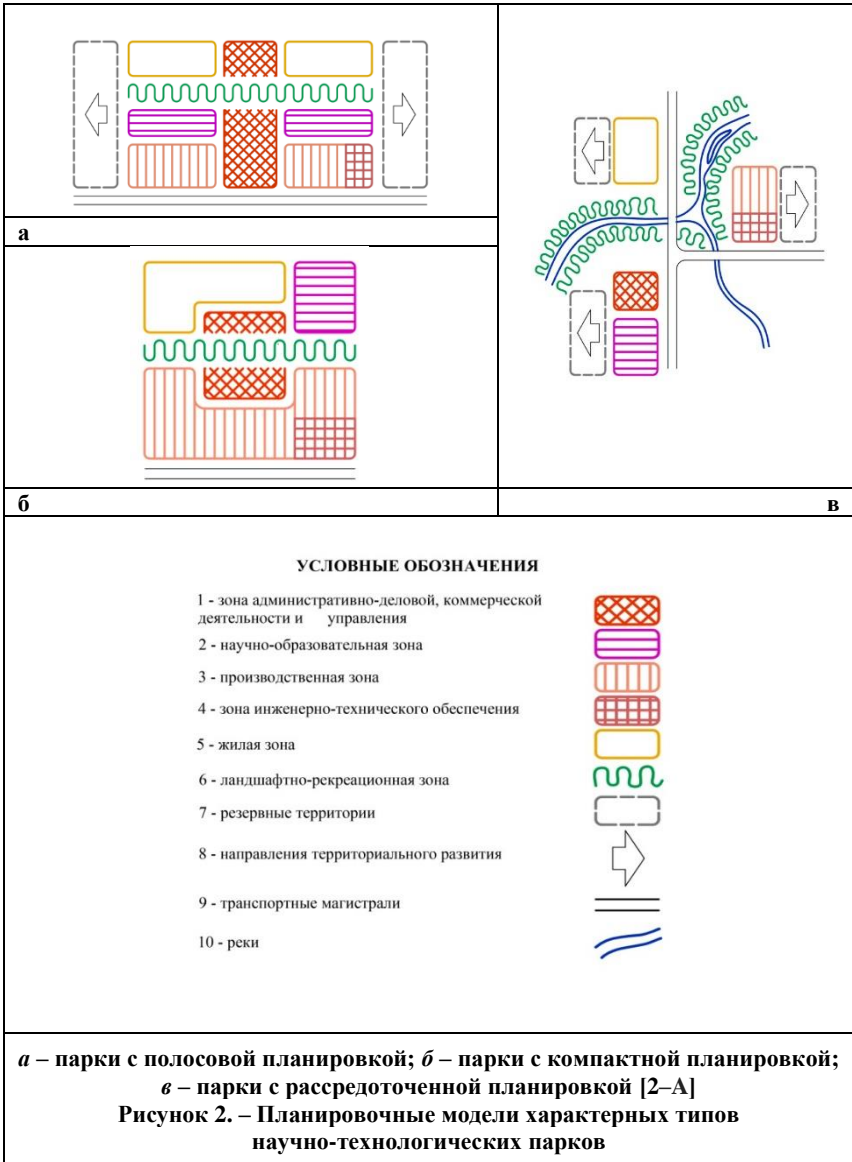 а
б
в
УСЛОВНЫЕ ОБОЗНАЧЕНИЯ
1 - зона административно-деловой, коммерческой
деятельности и управления
2 - научно-образовательная зона
3 - производственная зона
4 - зона инженерно-технического обеспечения
5 - жилая зона
6 - ландшафтно-рекреационная зона
7 - резервные территории
8 - направления территориального развития
9 - транспортные магистрали
10 - реки
а – парки с полосовой планировкой; б – парки с компактной планировкой;
в – парки с рассредоточенной планировкой [2–А]
Рисунок 2. – Планировочные модели характерных типов
научно-технологических парков